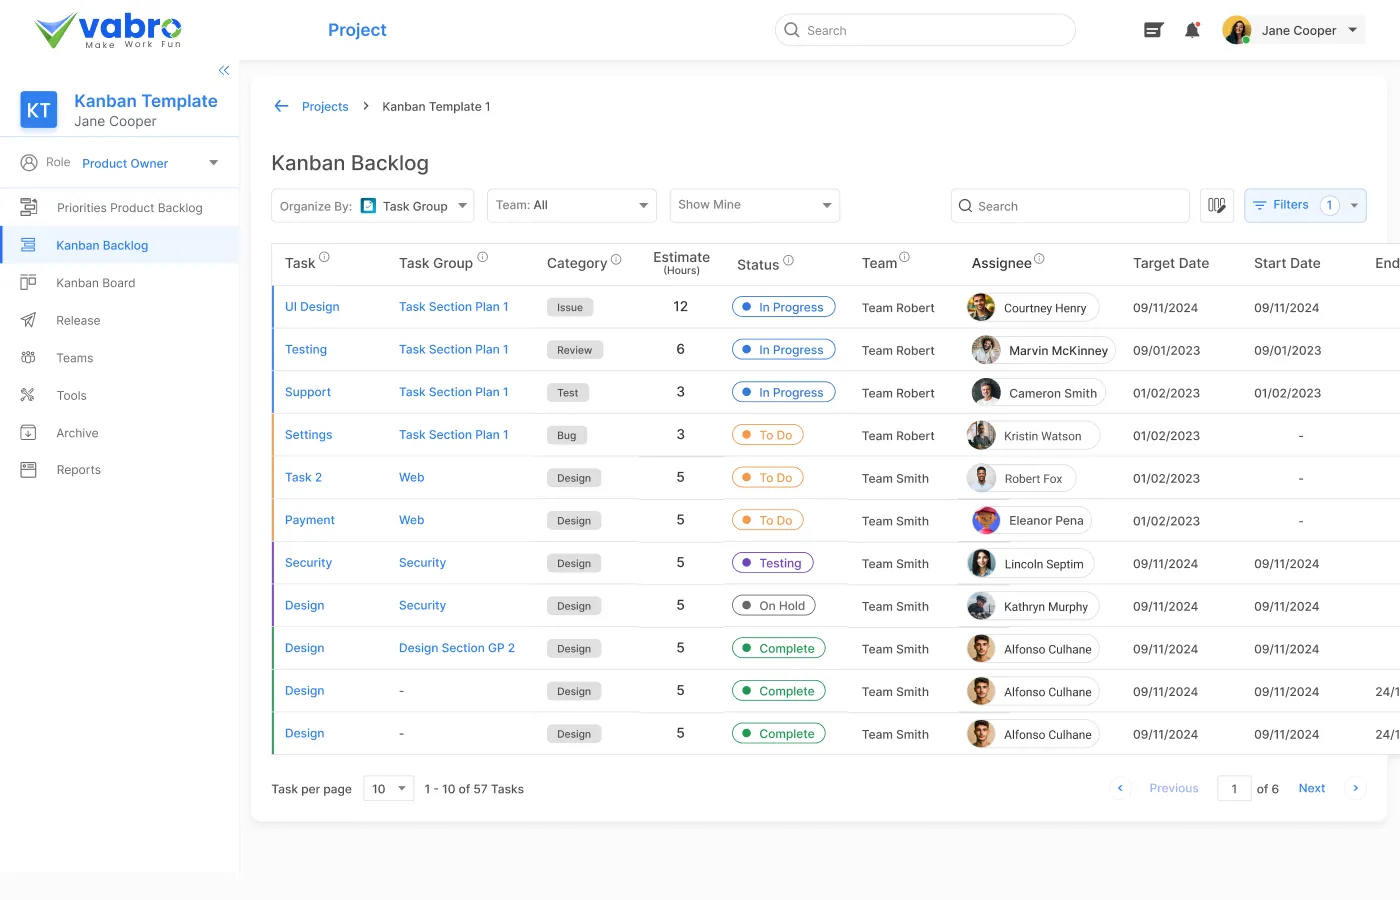 vabro
Make Work Fun
Project
Search
Jane Cooper
KT
Kanban Template
Jane Cooper
Role Product Owner
Priorities Product Backlog
Kanban Backlog
Kanban Board
Release
Teams
Tools
Archive
Reports
Projects > Kanban Template 1
Kanban Backlog
Organize By: Task Group
Team: All
Show Mine
Search
Filters 1
Task Task Group Category Estimate (Hours) Status Team Assignee Target Date Start Date End
UI Design Task Section Plan 1 Issue 12 In Progress Team Robert Courtney Henry 09/11/2024 09/11/2024
Testing Task Section Plan 1 Review 6 In Progress Team Robert Marvin McKinney 09/01/2023 09/01/2023
Support Task Section Plan 1 Test 3 In Progress Team Robert Cameron Smith 01/02/2023 01/02/2023
Settings Task Section Plan 1 Bug 3 To Do Team Robert Kristin Watson 01/02/2023 -
Task 2 Web Design 5 To Do Team Smith Robert Fox 01/02/2023 -
Payment Web Design 5 To Do Team Smith Eleanor Pena 01/02/2023 -
Security Security Design 5 Testing Team Smith Lincoln Septim 09/11/2024 09/11/2024
Design Security Design 5 On Hold Team Smith Kathryn Murphy 09/11/2024 09/11/2024
Design Design Section GP 2 Design 5 Complete Team Smith Alfonso Culhane 09/11/2024 09/11/2024
Design - Design 5 Complete Team Smith Alfonso Culhane 09/11/2024 09/11/2024 24/1
Design - Design 5 Complete Team Smith Alfonso Culhane 09/11/2024 09/11/2024 24/1
Task per page 10 1 - 10 of 57 Tasks
Previous 1 of 6 Next